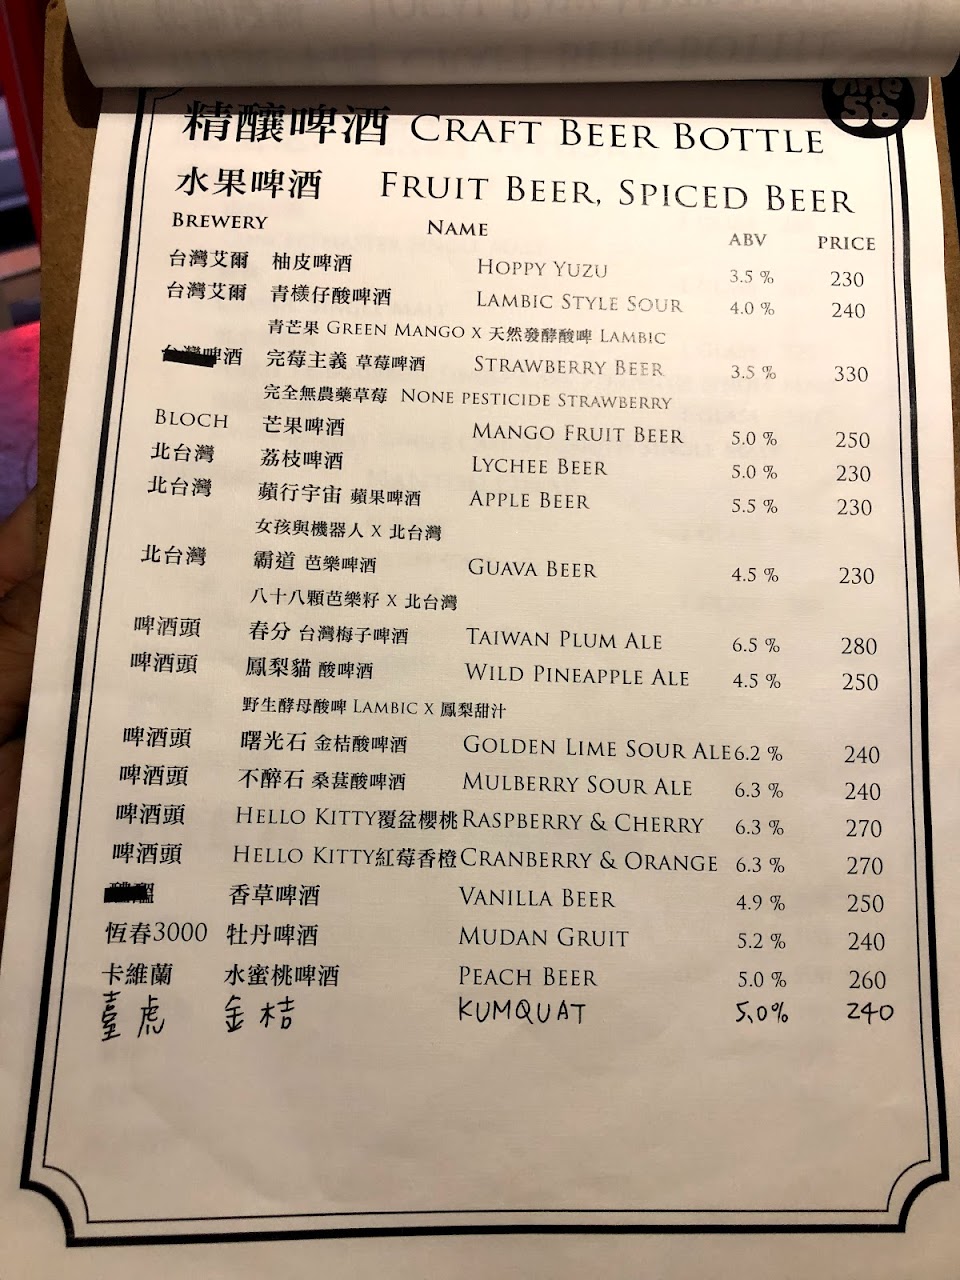 58
精釀啤酒 CRAFT BEER BOTTLE
水果啤酒 FRUIT BEER, SPICED BEER
BREWERY NAME ABV PRICE
台灣艾爾 柚皮啤酒 HOPPY YUZU 3.5 % 230
台灣艾爾 青檨仔酸啤酒 LAMBIC STYLE SOUR 4.0 % 240
青芒果 GREEN MANGO X 天然發酵酸啤 LAMBIC
台灣啤酒 完莓主義 草莓啤酒 STRAWBERRY BEER 3.5 % 330
完全無農藥草莓 NONE PESTICIDE STRAWBERRY
BLOCH 芒果啤酒 MANGO FRUIT BEER 5.0 % 250
北台灣 荔枝啤酒 LYCHEE BEER 5.0 % 230
北台灣 蘋行宇宙 蘋果啤酒 APPLE BEER 5.5 % 230
女孩與機器人 X 北台灣
北台灣 霸道 芭樂啤酒 GUAVA BEER 4.5 % 230
八十八顆芭樂籽 X 北台灣
啤酒頭 春分 台灣梅子啤酒 TAIWAN PLUM ALE 6.5 % 280
啤酒頭 鳳梨貓 酸啤酒 WILD PINEAPPLE ALE 4.5 % 250
野生酵母酸啤 LAMBIC X 鳳梨甜汁
啤酒頭 曙光石 金桔酸啤酒 GOLDEN LIME SOUR ALE 6.2 % 240
啤酒頭 不醉石 桑葚酸啤酒 MULBERRY SOUR ALE 6.3 % 240
啤酒頭 HELLO KITTY覆盆櫻桃 RASPBERRY & CHERRY 6.3 % 270
啤酒頭 HELLO KITTY紅莓香橙 CRANBERRY & ORANGE 6.3 % 270
香草啤酒 VANILLA BEER 4.9 % 250
恆春3000 牡丹啤酒 MUDAN GRUIT 5.2 % 240
卡維蘭 水蜜桃啤酒 PEACH BEER 5.0 % 260
臺虎 金桔 KUMQUAT 5.0% 240